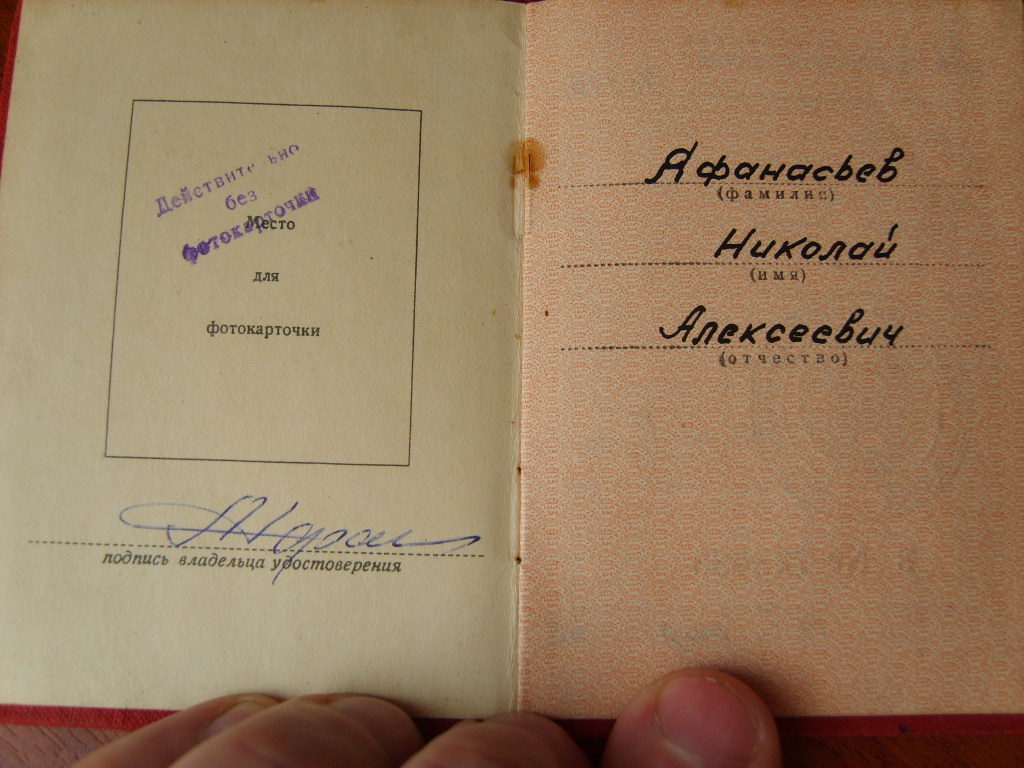 Действительно
без
фотокарточки
Место
для
фотокарточки
подпись владельца удостоверения
Афанасьев
(фамилия)
Николай
(имя)
Алексеевич
(отчество)